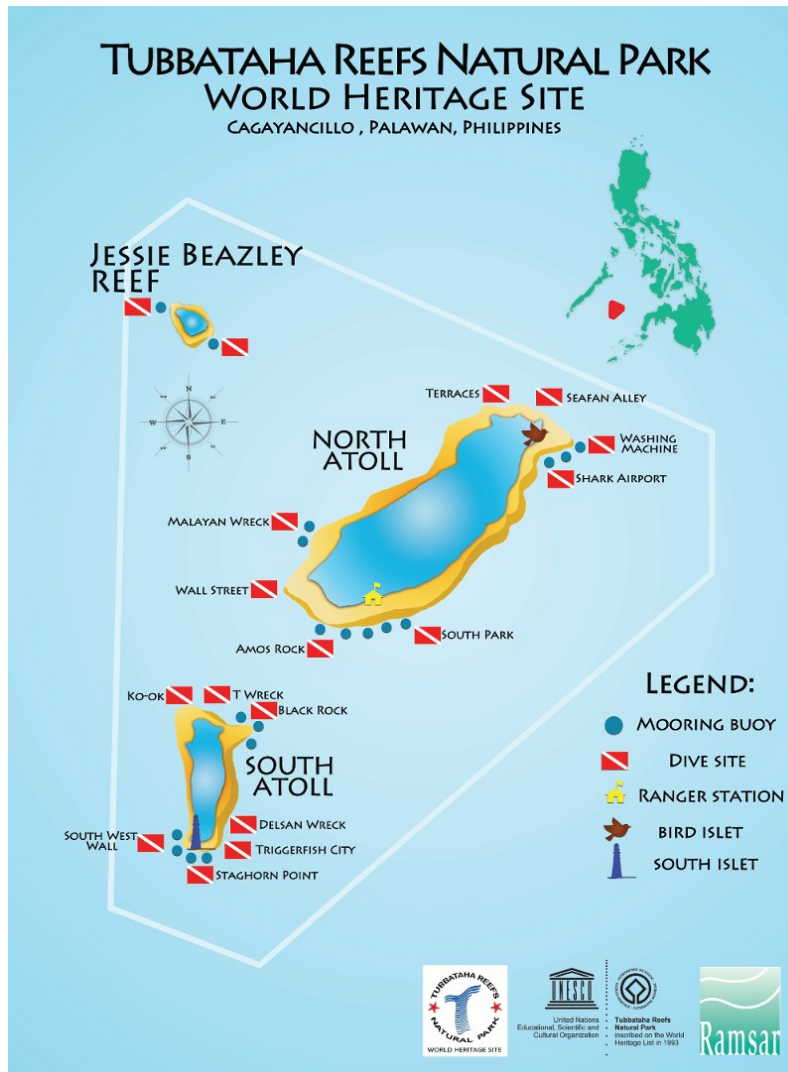 TUBBATAHA REEFS NATURAL PARK
WORLD HERITAGE SITE
CAGAYANCILLO , PALAWAN, PHILIPPINES
JESSIE BEAZLEY
REEF
N
W
E
S
TERRACES
SEAFAN ALLEY
NORTH
ATOLL
WASHING
MACHINE
SHARK AIRPORT
MALAYAN WRECK
WALL STREET
SOUTH PARK
AMOS ROCK
KO-OK
T WRECK
BLACK ROCK
SOUTH
ATOLL
DELSAN WRECK
SOUTH WEST
WALL
TRIGGERFISH CITY
STAGHORN POINT
LEGEND:
MOORING BUOY
DIVE SITE
RANGER STATION
BIRD ISLET
SOUTH ISLET
TUBBATAHA REEFS
NATURAL PARK
WORLD HERITAGE SITE
UNESCO
United Nations
Educational, Scientific and
Cultural Organization
Tubbataha Reefs
Natural Park
inscribed on the World
Heritage List in 1993
Ramsar